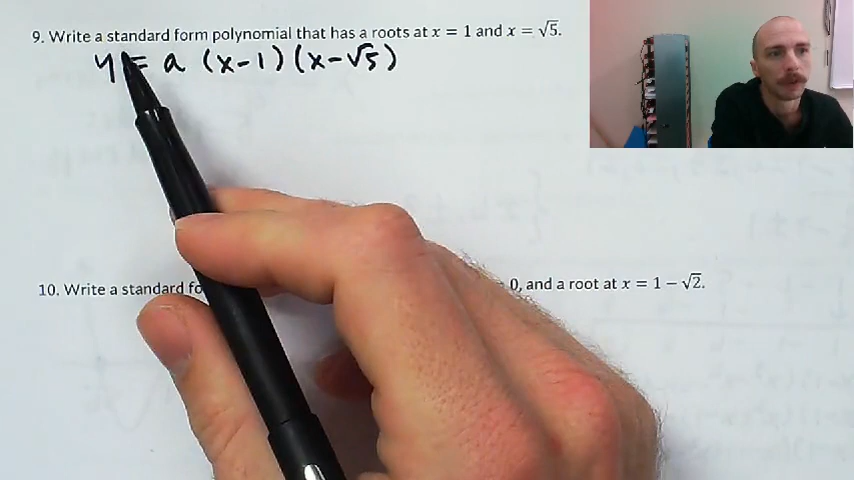 9. Write a standard form polynomial that has a roots at x = 1 and x = √5.
y = a (x-1)(x-√5)
10. Write a standard fo 0, and a root at x = 1 − √2.